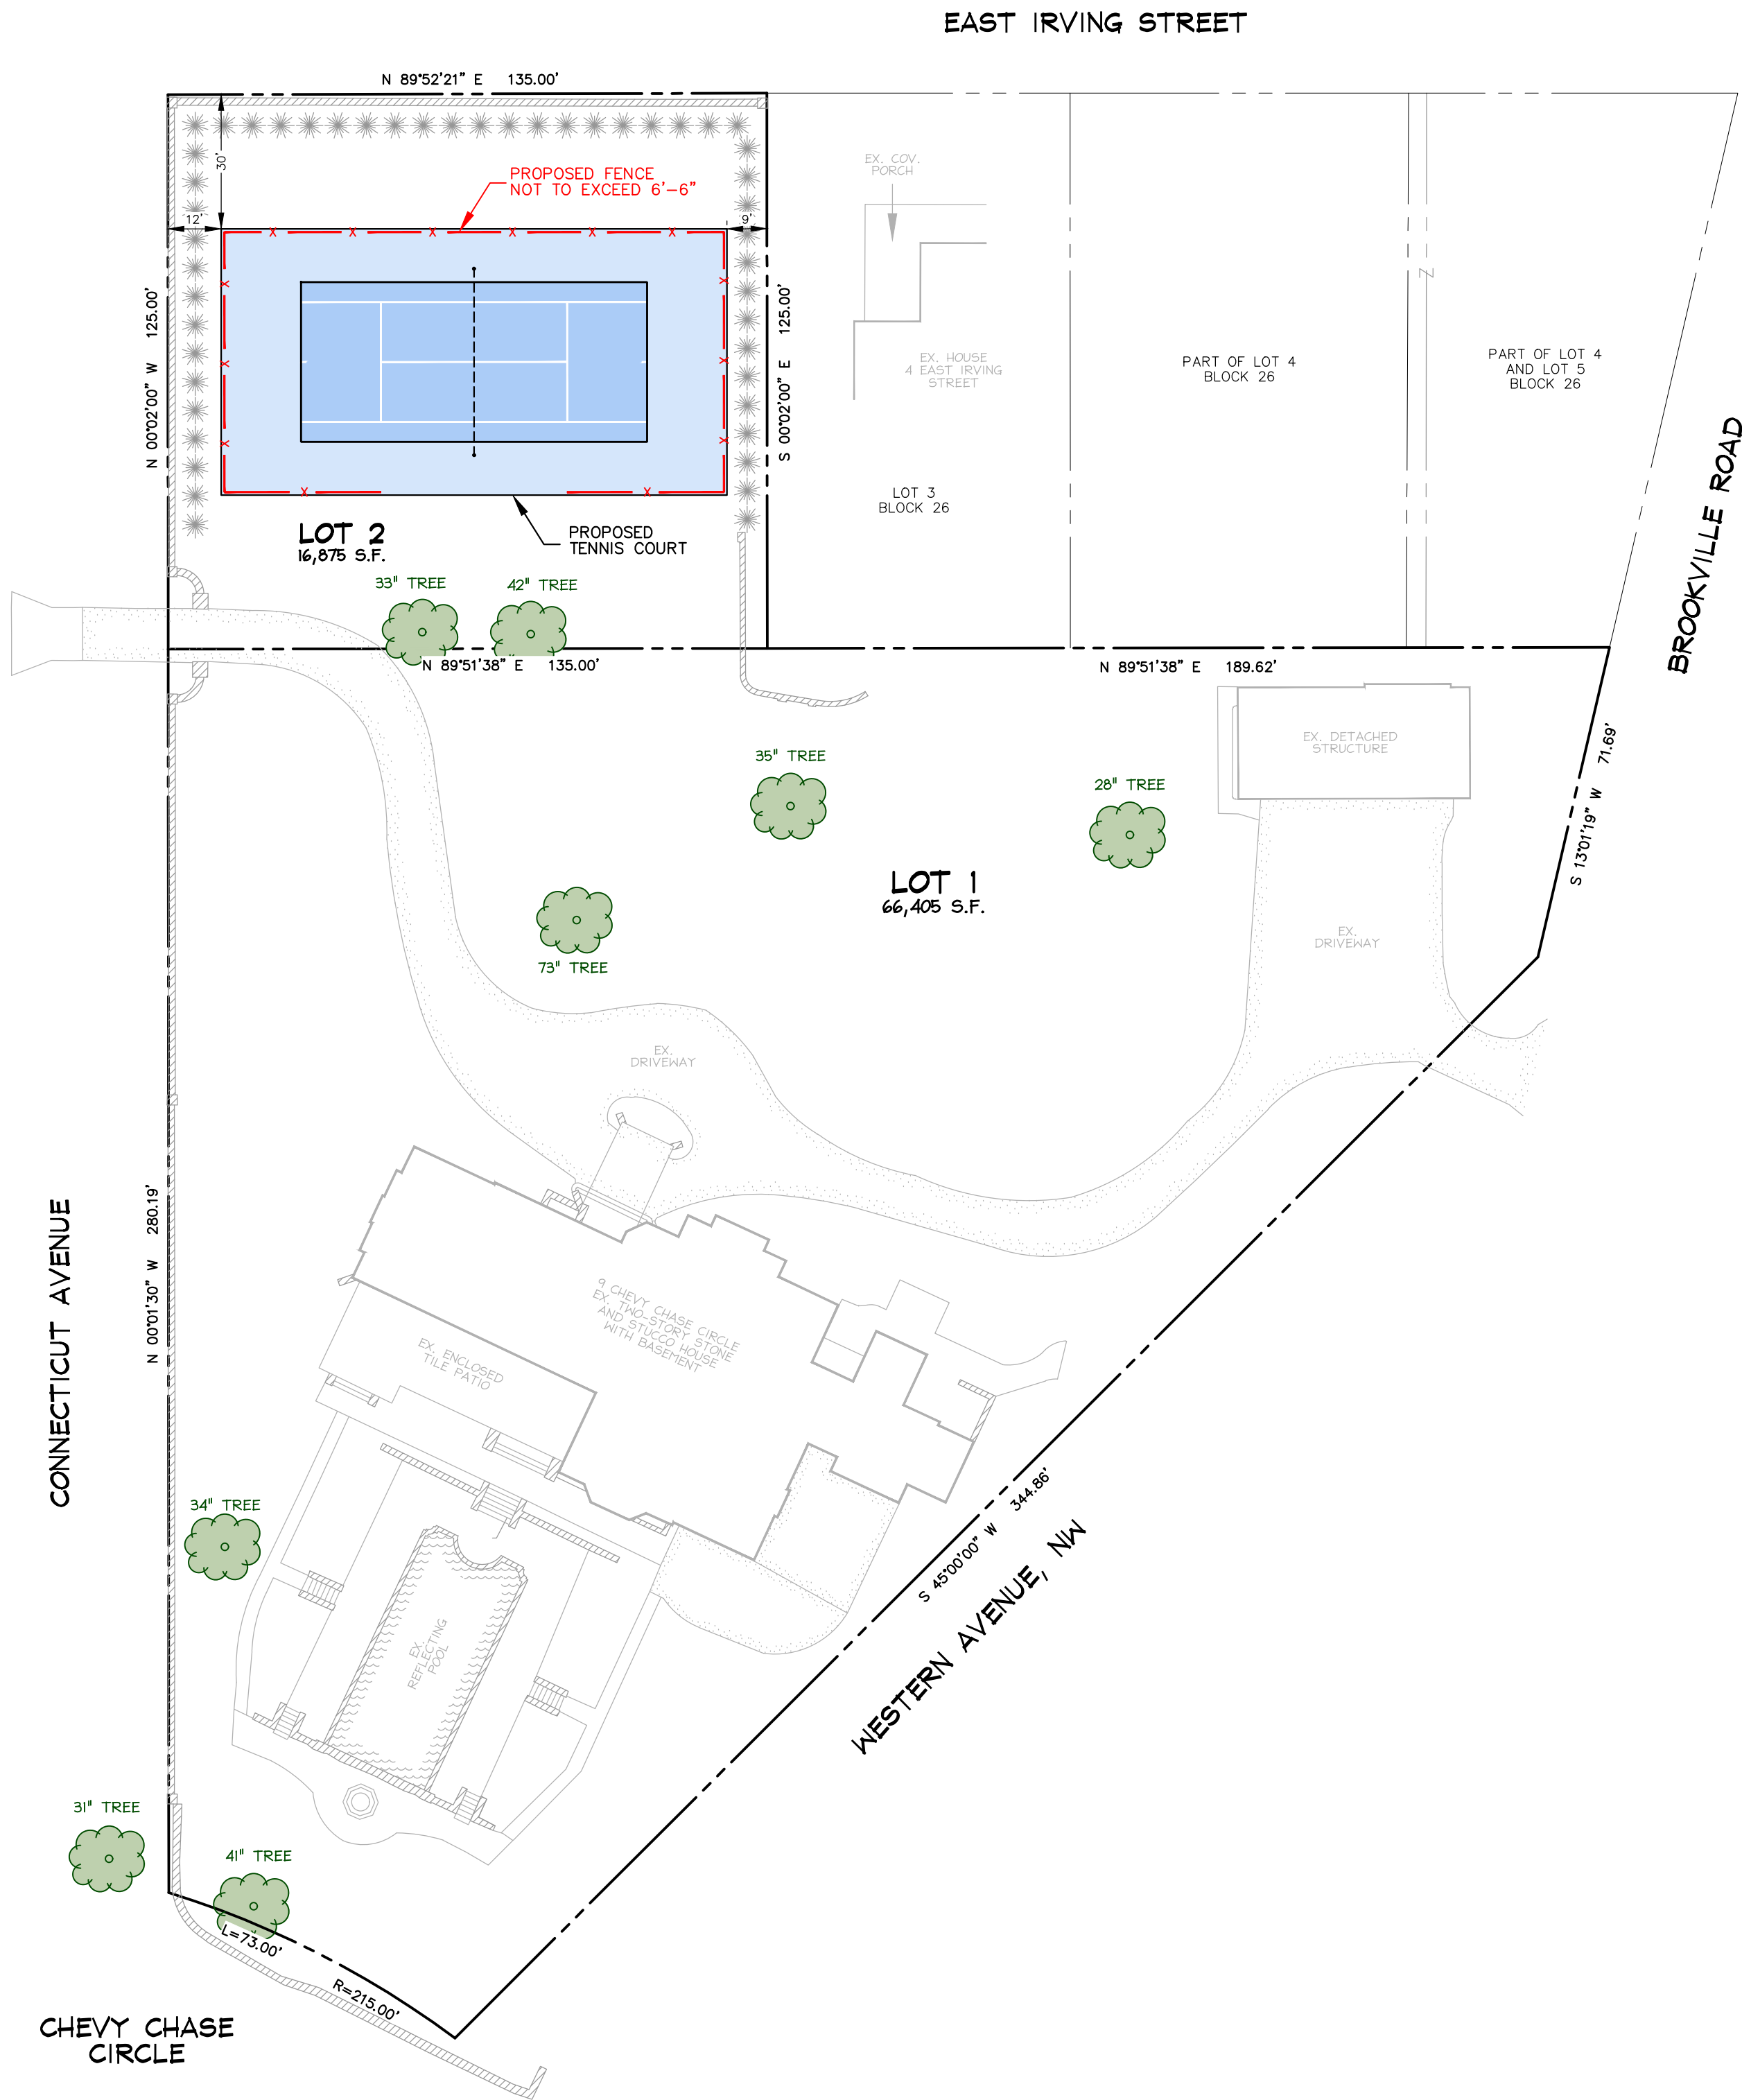 EAST IRVING STREET
N 89°52'21" E 135.00'
30'
PROPOSED FENCE
NOT TO EXCEED 6'-6"
12'
9'
EX. COV.
PORCH
N 00°02'00" W 125.00'
S 00°02'00" E 125.00'
EX. HOUSE
4 EAST IRVING
STREET
PART OF LOT 4
BLOCK 26
PART OF LOT 4
AND LOT 5
BLOCK 26
Z
LOT 3
BLOCK 26
BROOKVILLE ROAD
LOT 2
16,875 S.F.
PROPOSED
TENNIS COURT
33" TREE
42" TREE
N 89°51'38" E 135.00'
N 89°51'38" E 189.62'
EX. DETACHED
STRUCTURE
S 13°01'19" W 71.69'
35" TREE
28" TREE
LOT 1
66,405 S.F.
73" TREE
EX.
DRIVEWAY
EX.
DRIVEWAY
CONNECTICUT AVENUE
N 00°01'30" W 280.19'
9 CHEVY CHASE CIRCLE
EX. TWO-STORY STONE
AND STUCCO HOUSE
WITH BASEMENT
EX. ENCLOSED
TILE PATIO
34" TREE
EX.
REFLECTING
POOL
S 45°00'00" W 344.86'
WESTERN AVENUE, NW
31" TREE
41" TREE
L=73.00'
R=215.00'
CHEVY CHASE
CIRCLE